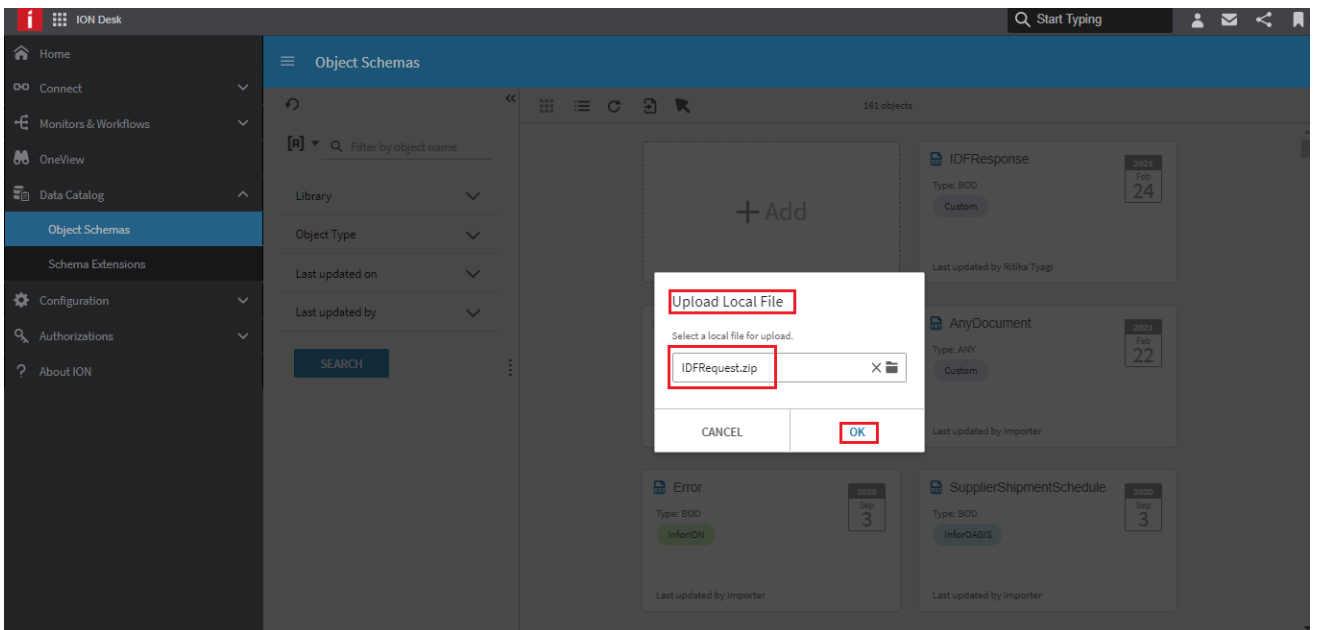 ION Desk
Start Typing
Home
Connect
Monitors & Workflows
OneView
Data Catalog
Object Schemas
Schema Extensions
Configuration
Authorizations
About ION
Object Schemas
Filter by object name
Library
Object Type
Last updated on
Last updated by
SEARCH
161 objects
+ Add
IDFResponse
Type: BOD
Custom
2021
Feb
24
Last updated by Ritika Tyagi
Upload Local File
Select a local file for upload.
IDFRequest.zip
CANCEL
OK
AnyDocument
Type: ANY
Custom
2021
Feb
22
Last updated by Importer
Error
Type: BOD
InforION
2020
Sep
3
Last updated by Importer
SupplierShipmentSchedule
Type: BOD
InforOAGIS
2020
Sep
3
Last updated by Importer